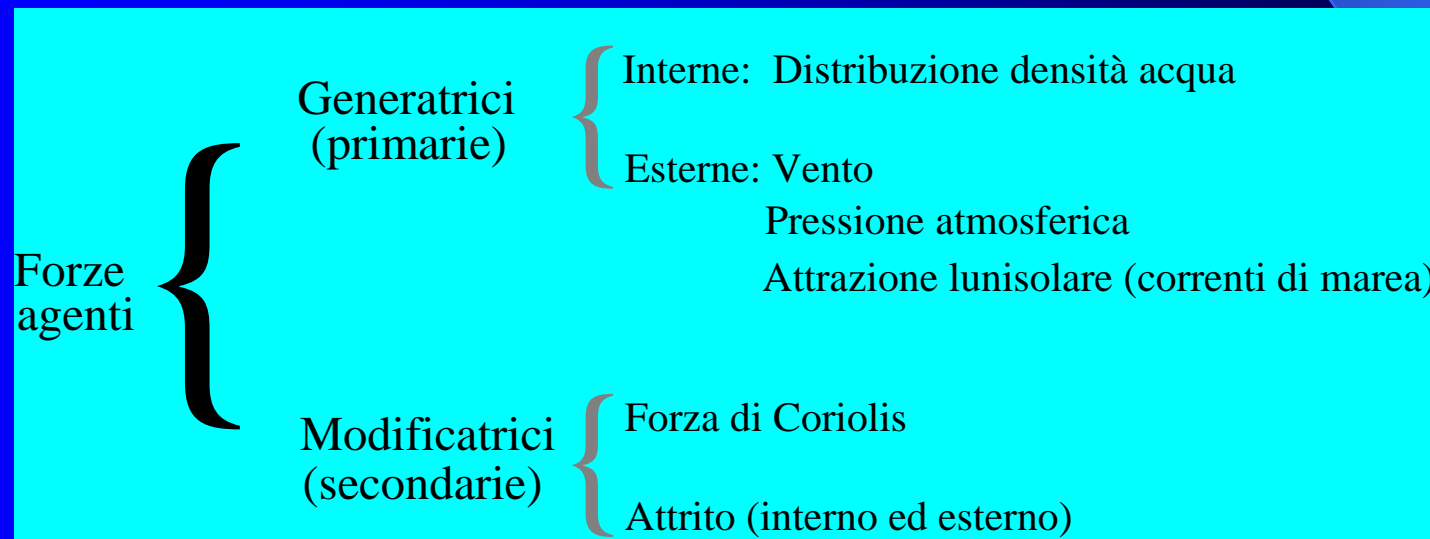 Forze
agenti
Generatrici
(primarie)
Interne: Distribuzione densità acqua
Esterne: Vento
Pressione atmosferica
Attrazione lunisolare (correnti di marea)
Modificatrici
(secondarie)
Forza di Coriolis
Attrito (interno ed esterno)